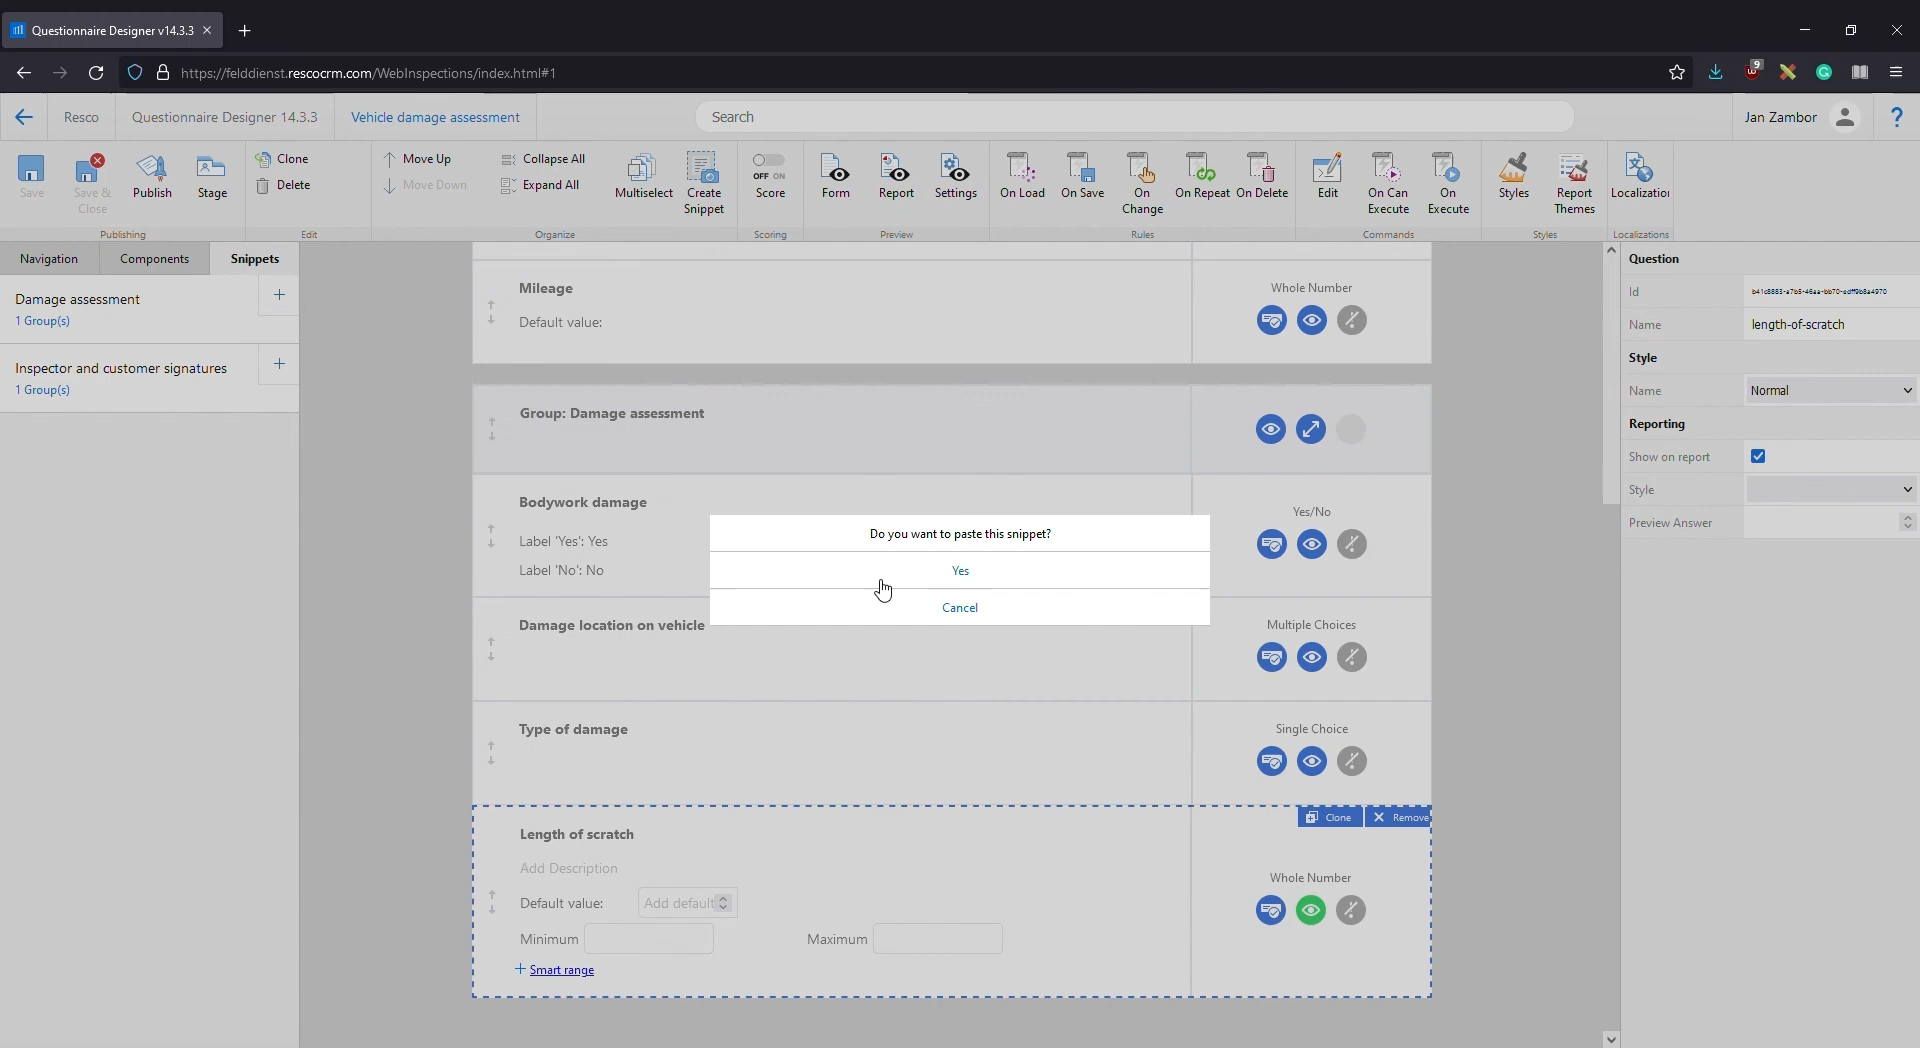 Questionnaire Designer v14.3.3
https://felddienst.rescocrm.com/WebInspections/index.html#1
9
Resco
Questionnaire Designer 14.3.3
Vehicle damage assessment
Search
Jan Zambor
?
Save
Save & Close
Publish
Stage
Publishing
Clone
Delete
Edit
Move Up
Move Down
Collapse All
Expand All
Multiselect
Create Snippet
Organize
OFF ON
Score
Scoring
Form
Report
Settings
Preview
On Load
On Save
On Change
On Repeat
On Delete
Rules
Edit
On Can Execute
On Execute
Commands
Styles
Report Themes
Styles
Localization
Localizations
Navigation
Components
Snippets
Damage assessment
1 Group(s)
Inspector and customer signatures
1 Group(s)
Mileage
Default value:
Whole Number
Group: Damage assessment
Bodywork damage
Label 'Yes': Yes
Label 'No': No
Yes/No
Do you want to paste this snippet?
Yes
Cancel
Damage location on vehicle
Multiple Choices
Type of damage
Single Choice
Clone
Remove
Length of scratch
Add Description
Default value:
Add default
Minimum
Maximum
Smart range
Whole Number
Question
Id
b41c8883-a7b5-46aa-bb70-edff9b8a4970
Name
length-of-scratch
Style
Name
Normal
Reporting
Show on report
Style
Preview Answer